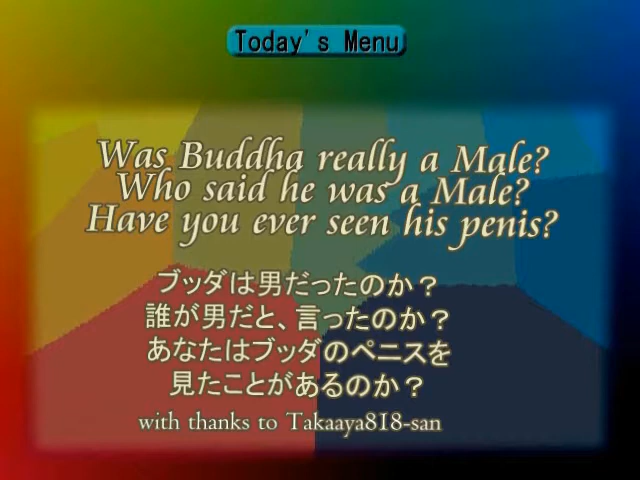 Today's Menu
Was Buddha really a Male?
Who said he was a Male?
Have you ever seen his penis?
ブッダは男だったのか？
誰が男だと、言ったのか？
あなたはブッダのペニスを
見たことがあるのか？
with thanks to Takaaya818-san